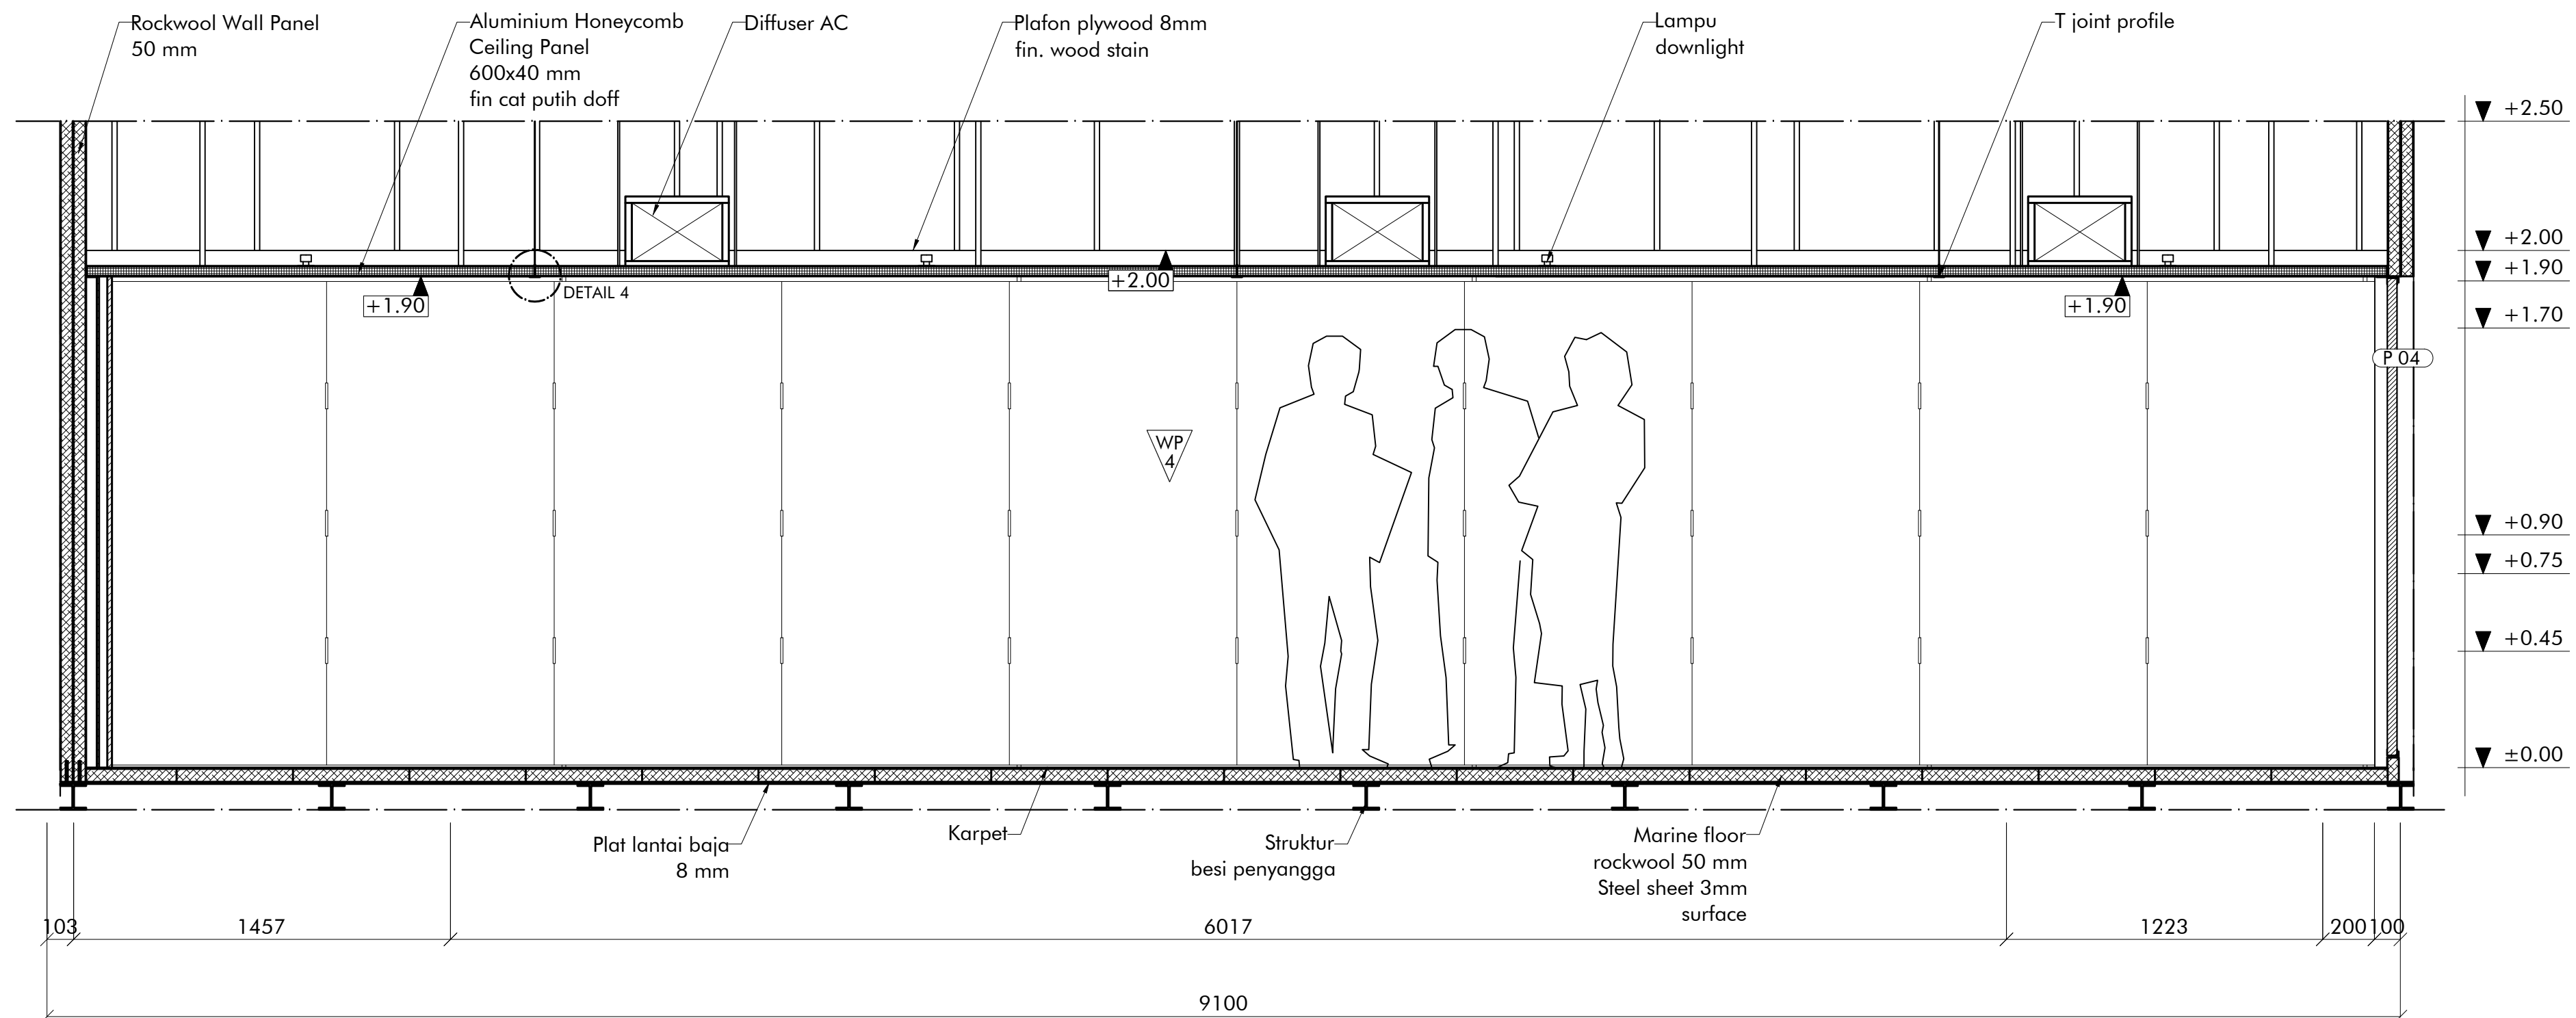 Rockwool Wall Panel
50 mm
Aluminium Honeycomb
Ceiling Panel
600x40 mm
fin cat putih doff
Diffuser AC
Plafon plywood 8mm
fin. wood stain
Lampu
downlight
T joint profile
+2.50
+2.00
+1.90
+1.70
+0.90
+0.75
+0.45
±0.00
+1.90
DETAIL 4
+2.00
+1.90
P 04
WP
4
Plat lantai baja
8 mm
Karpet
Struktur
besi penyangga
Marine floor
rockwool 50 mm
Steel sheet 3mm
surface
103
1457
6017
1223
200
100
9100